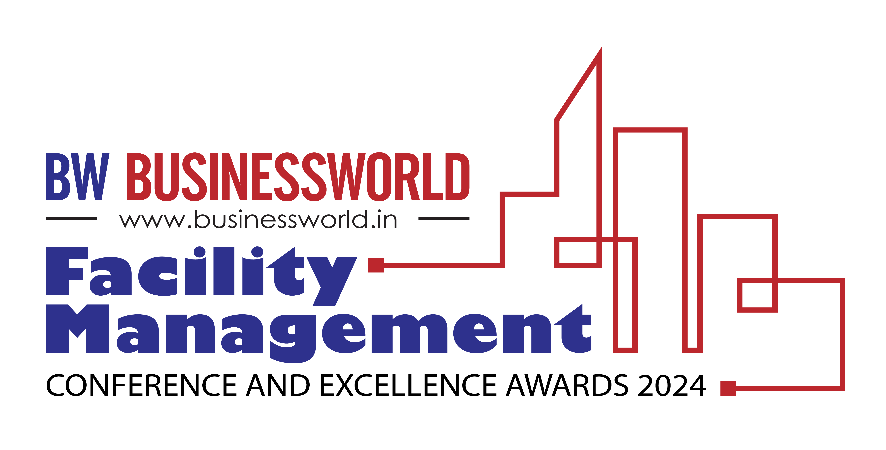 BW BUSINESSWORLD
www.businessworld.in
Facility
Management
CONFERENCE AND EXCELLENCE AWARDS 2024